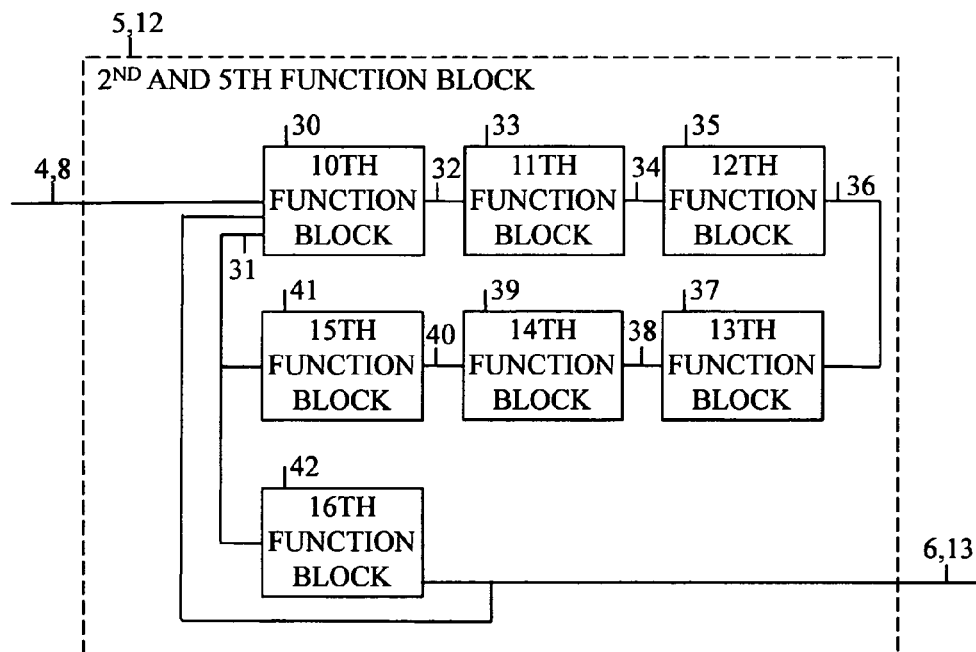 5,12
2ND AND 5TH FUNCTION BLOCK
30
33
35
4,8
10TH
FUNCTION
BLOCK
32
11TH
FUNCTION
BLOCK
34
12TH
FUNCTION
BLOCK
36
31
41
39
37
15TH
FUNCTION
BLOCK
40
14TH
FUNCTION
BLOCK
38
13TH
FUNCTION
BLOCK
42
16TH
FUNCTION
BLOCK
6,13